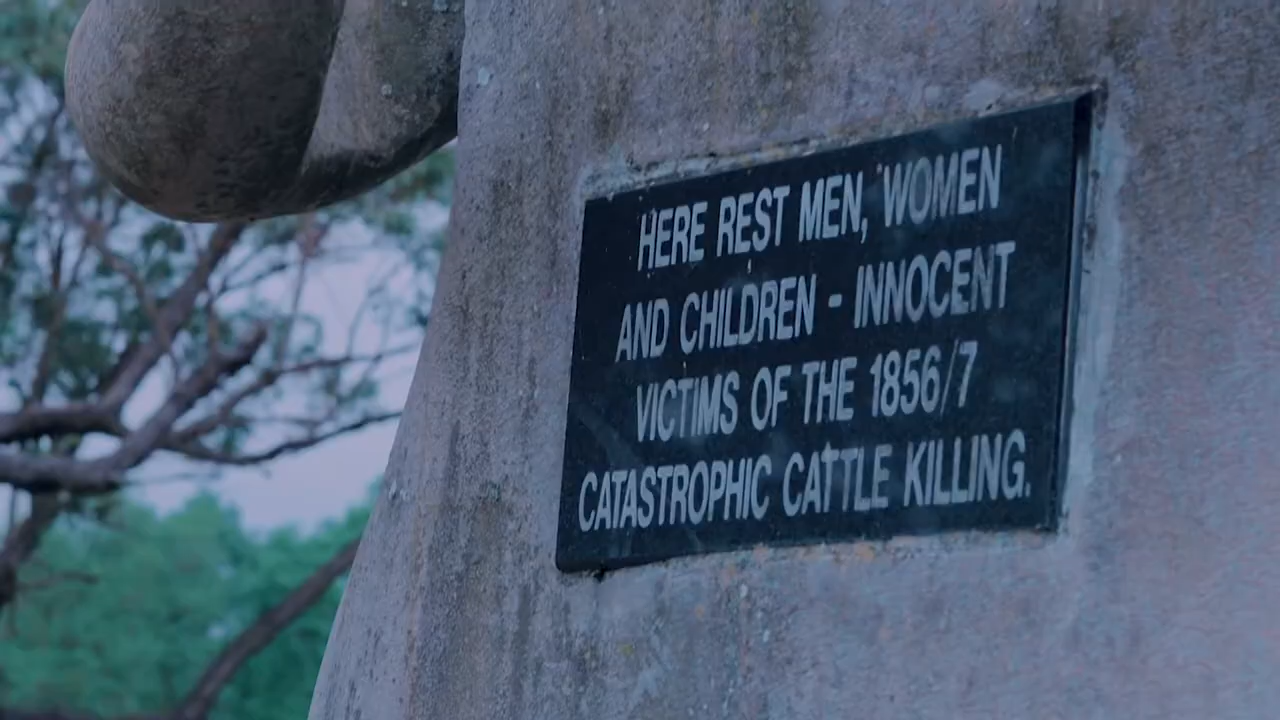 HERE REST MEN, WOMEN
AND CHILDREN - INNOCENT
VICTIMS OF THE 1856/7
CATASTROPHIC CATTLE KILLING.